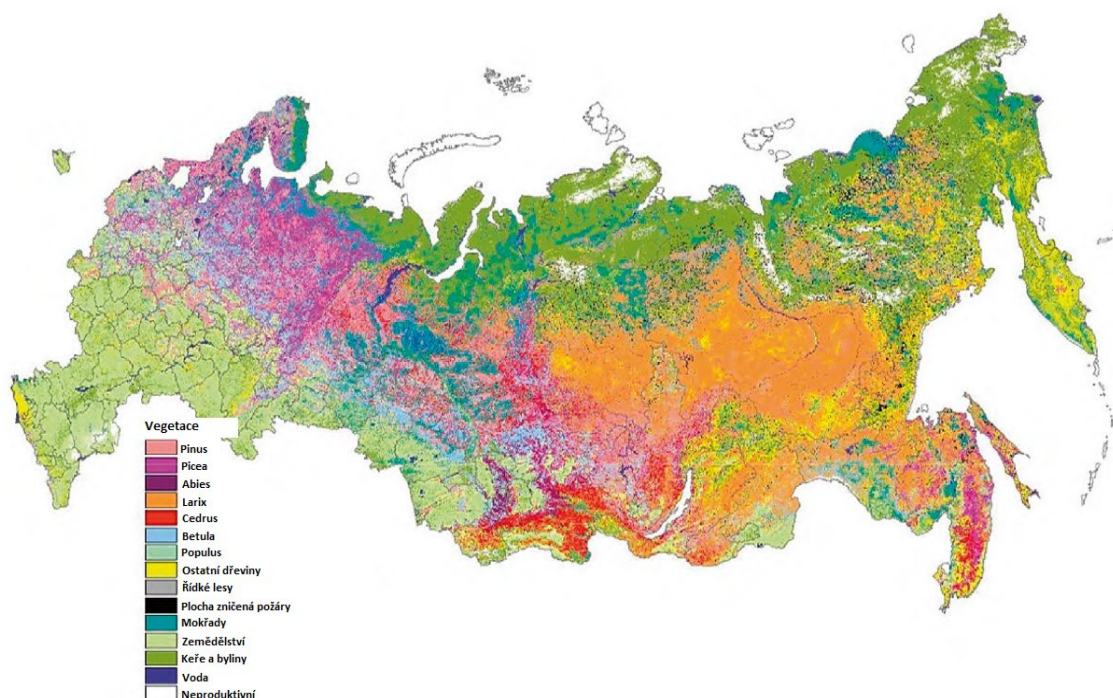 Vegetace
Pinus
Picea
Abies
Larix
Cedrus
Betula
Populus
Ostatní dřeviny
Řídké lesy
Plocha zničená požáry
Mokřady
Zemědělství
Keře a byliny
Voda
Neproduktivní